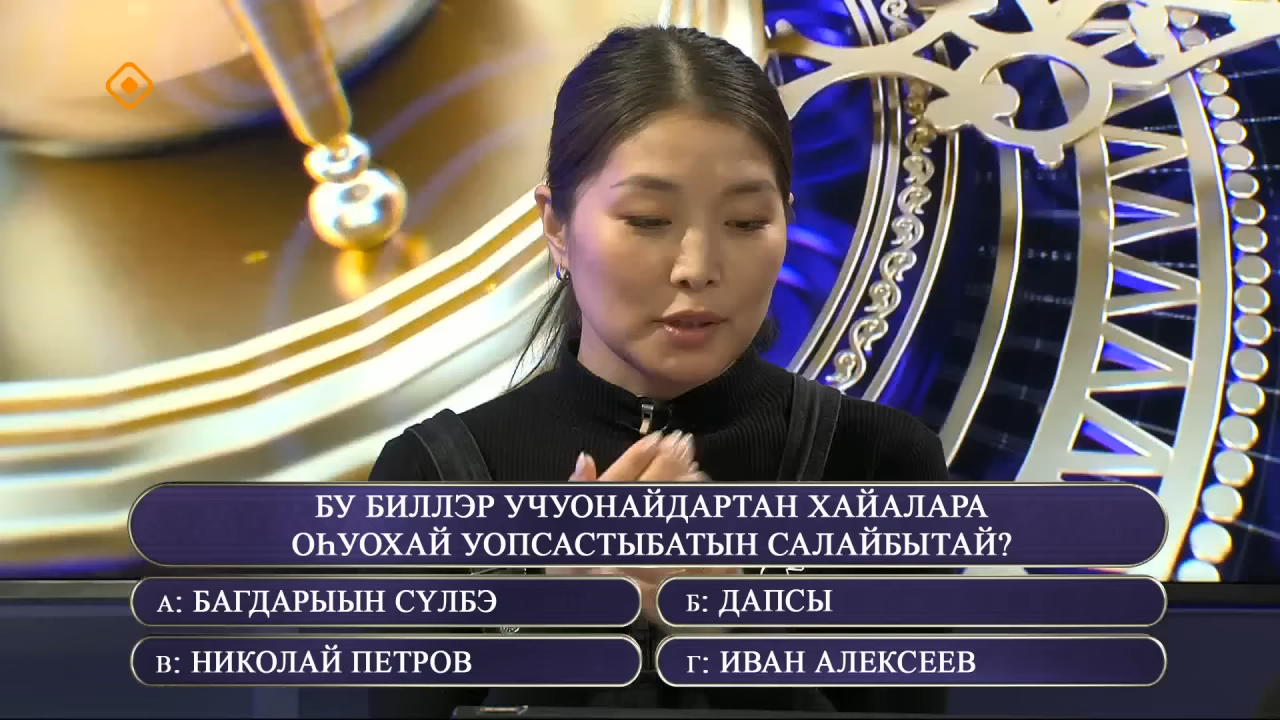 БУ БИЛЛЭР УЧУОНАЙДАРТАН ХАЙАЛАРА
ОҺУОХАЙ УОПСАСТЫБАТЫН САЛАЙБЫТАЙ?
А: БАГДАРЫЫН СҮЛБЭ
Б: ДАПСЫ
В: НИКОЛАЙ ПЕТРОВ
Г: ИВАН АЛЕКСЕЕВ